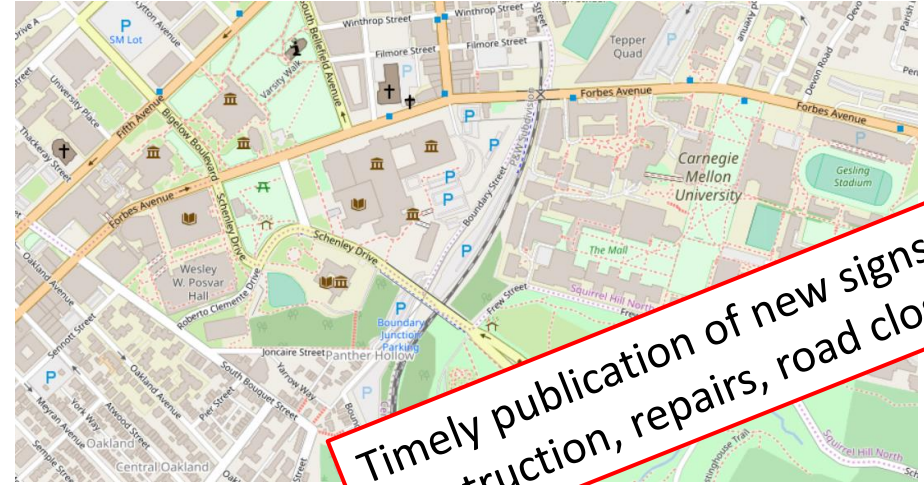 Winthrop Street
Winthrop Street
SM Lot
Filmore Street
Filmore Street
South Bellefield Avenue
Varsity Walk
Tepper
Quad
Devon Road
University Place
Fifth Avenue
Bigelow Boulevard
Thackeray Street
Forbes Avenue
Forbes Avenue
P&W Subdivision
Carnegie
Mellon
University
Gesling
Stadium
Forbes Avenue
Schenley Drive
Schenley Drive
Boundary Street
The Mall
Oakland Avenue
Wesley
W. Posvar
Hall
Roberto Clemente Drive
Frew Street
Squirrel Hill North
Sennott Street
Boundary
Junction
Parking
Joncaire Street
Panther Hollow
Yarrow Way
South Bouquet Street
Oakland Avenue
Pier Street
Atwood Street
York Way
Meyran Avenue
Semple
Oakland
Central Oakland
Timely publication of new signs
truction, repairs, road clo
Squirrel Hill North